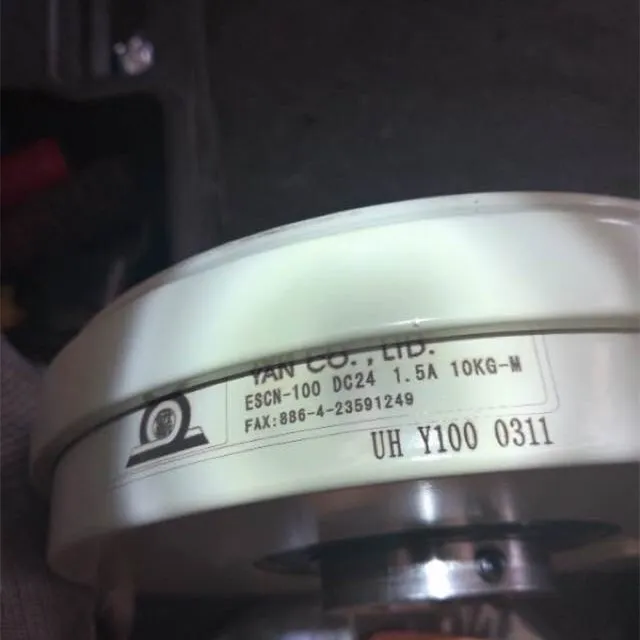 YAN CO., LTD.
ESCN-100 DC24 1.5A 10KG-M
FAX:886-4-23591249
UH Y100 0311